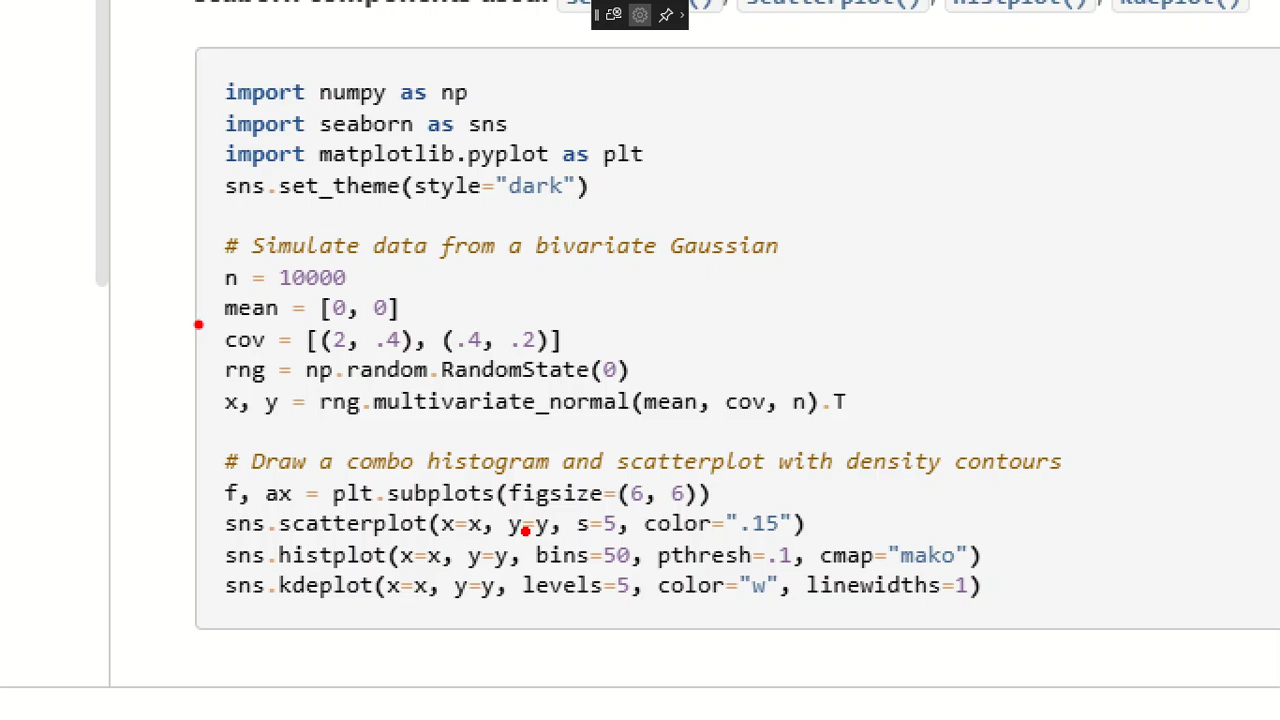 import numpy as np
import seaborn as sns
import matplotlib.pyplot as plt
sns.set_theme(style="dark")
# Simulate data from a bivariate Gaussian
n = 10000
mean = [0, 0]
cov = [(2, .4), (.4, .2)]
rng = np.random.RandomState(0)
x, y = rng.multivariate_normal(mean, cov, n).T
# Draw a combo histogram and scatterplot with density contours
f, ax = plt.subplots(figsize=(6, 6))
sns.scatterplot(x=x, y=y, s=5, color=".15")
sns.histplot(x=x, y=y, bins=50, pthresh=.1, cmap="mako")
sns.kdeplot(x=x, y=y, levels=5, color="w", linewidths=1)